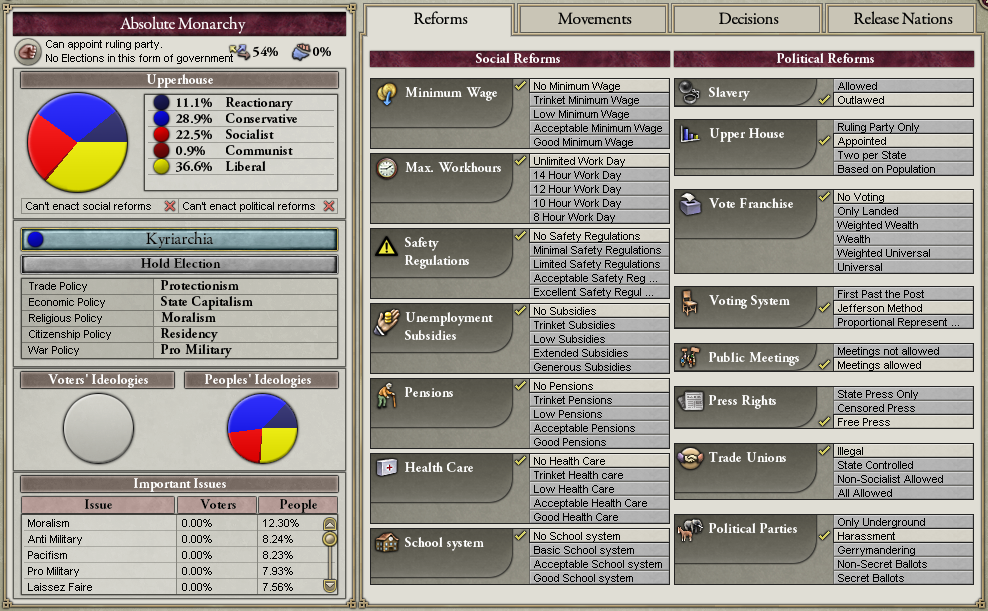 Absolute Monarchy
Can appoint ruling party.
No Elections in this form of government
54%
0%
Upperhouse
11.1% Reactionary
28.9% Conservative
22.5% Socialist
0.9% Communist
36.6% Liberal
Can't enact social reforms
Can't enact political reforms
Kyriarchia
Hold Election
Trade Policy Protectionism
Economic Policy State Capitalism
Religious Policy Moralism
Citizenship Policy Residency
War Policy Pro Military
Voters' Ideologies
Peoples' Ideologies
Important Issues
Issue Voters People
Moralism 0.00% 12.30%
Anti Military 0.00% 8.24%
Pacifism 0.00% 8.23%
Pro Military 0.00% 7.93%
Laissez Faire 0.00% 7.56%
Reforms
Movements
Decisions
Release Nations
Social Reforms
Minimum Wage
No Minimum Wage
Trinket Minimum Wage
Low Minimum Wage
Acceptable Minimum Wage
Good Minimum Wage
Max. Workhours
Unlimited Work Day
14 Hour Work Day
12 Hour Work Day
10 Hour Work Day
8 Hour Work Day
Safety
Regulations
No Safety Regulations
Minimal Safety Regulations
Limited Safety Regulations
Acceptable Safety Reg ...
Excellent Safety Regul ...
Unemployment
Subsidies
No Subsidies
Trinket Subsidies
Low Subsidies
Extended Subsidies
Generous Subsidies
Pensions
No Pensions
Trinket Pensions
Low Pensions
Acceptable Pensions
Good Pensions
Health Care
No Health Care
Trinket Health care
Low Health Care
Acceptable Health Care
Good Health Care
School system
No School system
Basic School system
Acceptable School system
Good School system
Political Reforms
Slavery
Allowed
Outlawed
Upper House
Ruling Party Only
Appointed
Two per State
Based on Population
Vote Franchise
No Voting
Only Landed
Weighted Wealth
Wealth
Weighted Universal
Universal
Voting System
First Past the Post
Jefferson Method
Proportional Represent ...
Public Meetings
Meetings not allowed
Meetings allowed
Press Rights
State Press Only
Censored Press
Free Press
Trade Unions
Illegal
State Controlled
Non-Socialist Allowed
All Allowed
Political Parties
Only Underground
Harassment
Gerrymandering
Non-Secret Ballots
Secret Ballots